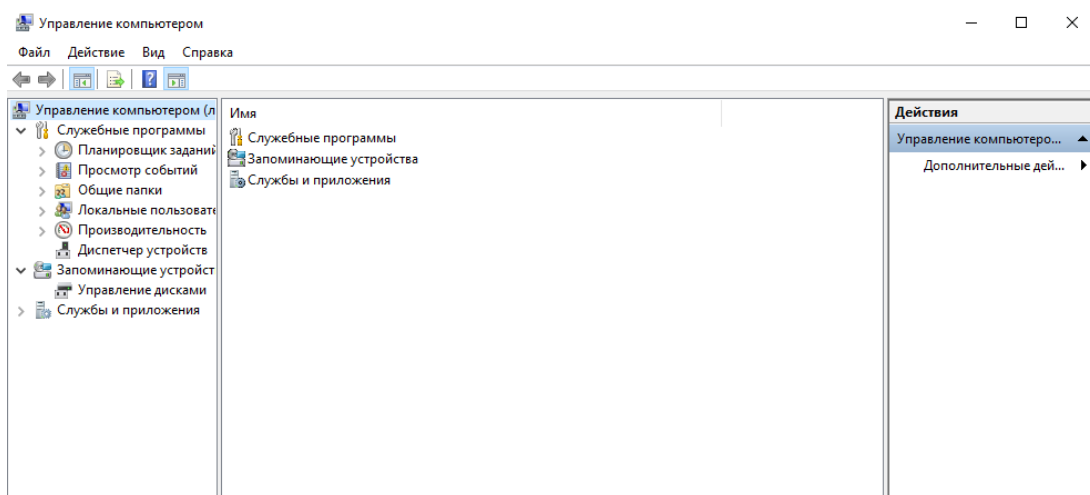 Управление компьютером
Файл Действие Вид Справка
Управление компьютером (л
Служебные программы
Планировщик заданий
Просмотр событий
Общие папки
Локальные пользовате
Производительность
Диспетчер устройств
Запоминающие устройст
Управление дисками
Службы и приложения
Имя
Служебные программы
Запоминающие устройства
Службы и приложения
Действия
Управление компьютеро...
Дополнительные дей...